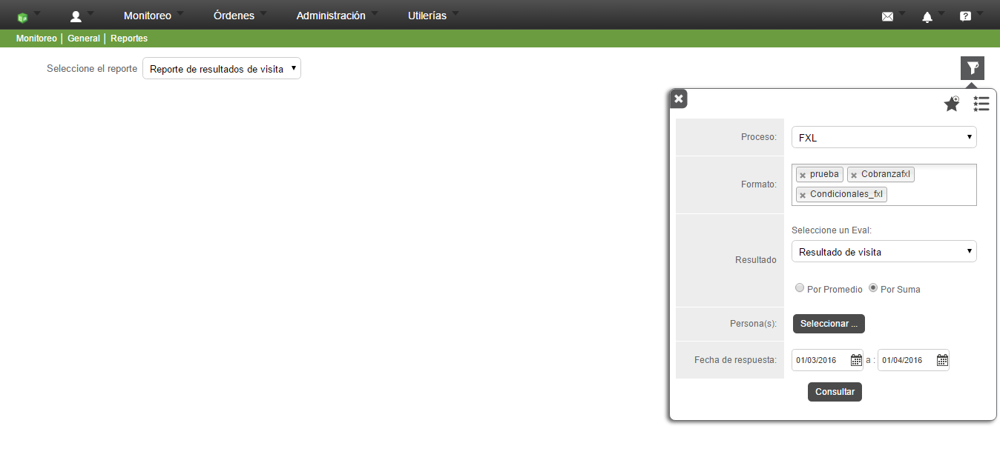 Monitoreo Órdenes Administración Utilerías
Monitoreo | General | Reportes
Seleccione el reporte Reporte de resultados de visita
Proceso: FXL
Formato: prueba Cobranzafxl
Condicionales_fxl
Seleccione un Eval:
Resultado Resultado de visita
Por Promedio Por Suma
Persona(s): Seleccionar ...
Fecha de respuesta: 01/03/2016 a : 01/04/2016
Consultar